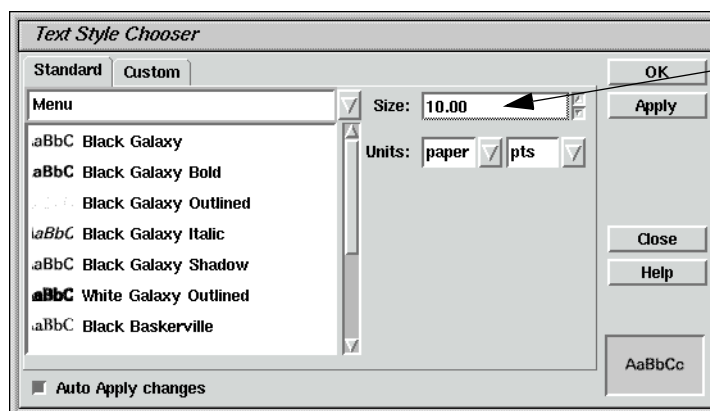 Text Style Chooser
Standard Custom
OK
Menu
Size: 10.00
Apply
aBbC Black Galaxy
Units: paper pts
aBbC Black Galaxy Bold
Black Galaxy Outlined
aBbC Black Galaxy Italic
Close
aBbC Black Galaxy Shadow
Help
aBbC White Galaxy Outlined
aBbC Black Baskerville
AaBbCc
Auto Apply changes